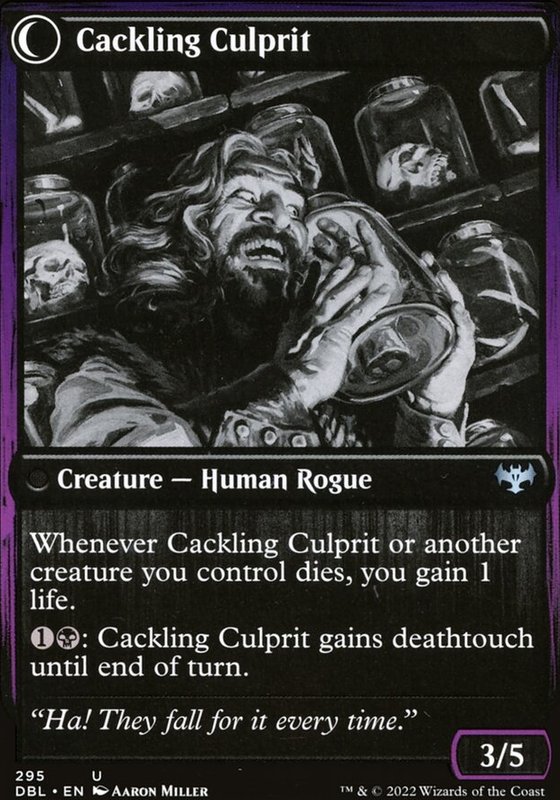 Cackling Culprit
Creature — Human Rogue
Whenever Cackling Culprit or another
creature you control dies, you gain 1
life.
1: Cackling Culprit gains deathtouch
until end of turn.
“Ha! They fall for it every time.”
3/5
295 U
DBL • EN Aaron Miller
™ & © 2022 Wizards of the Coast